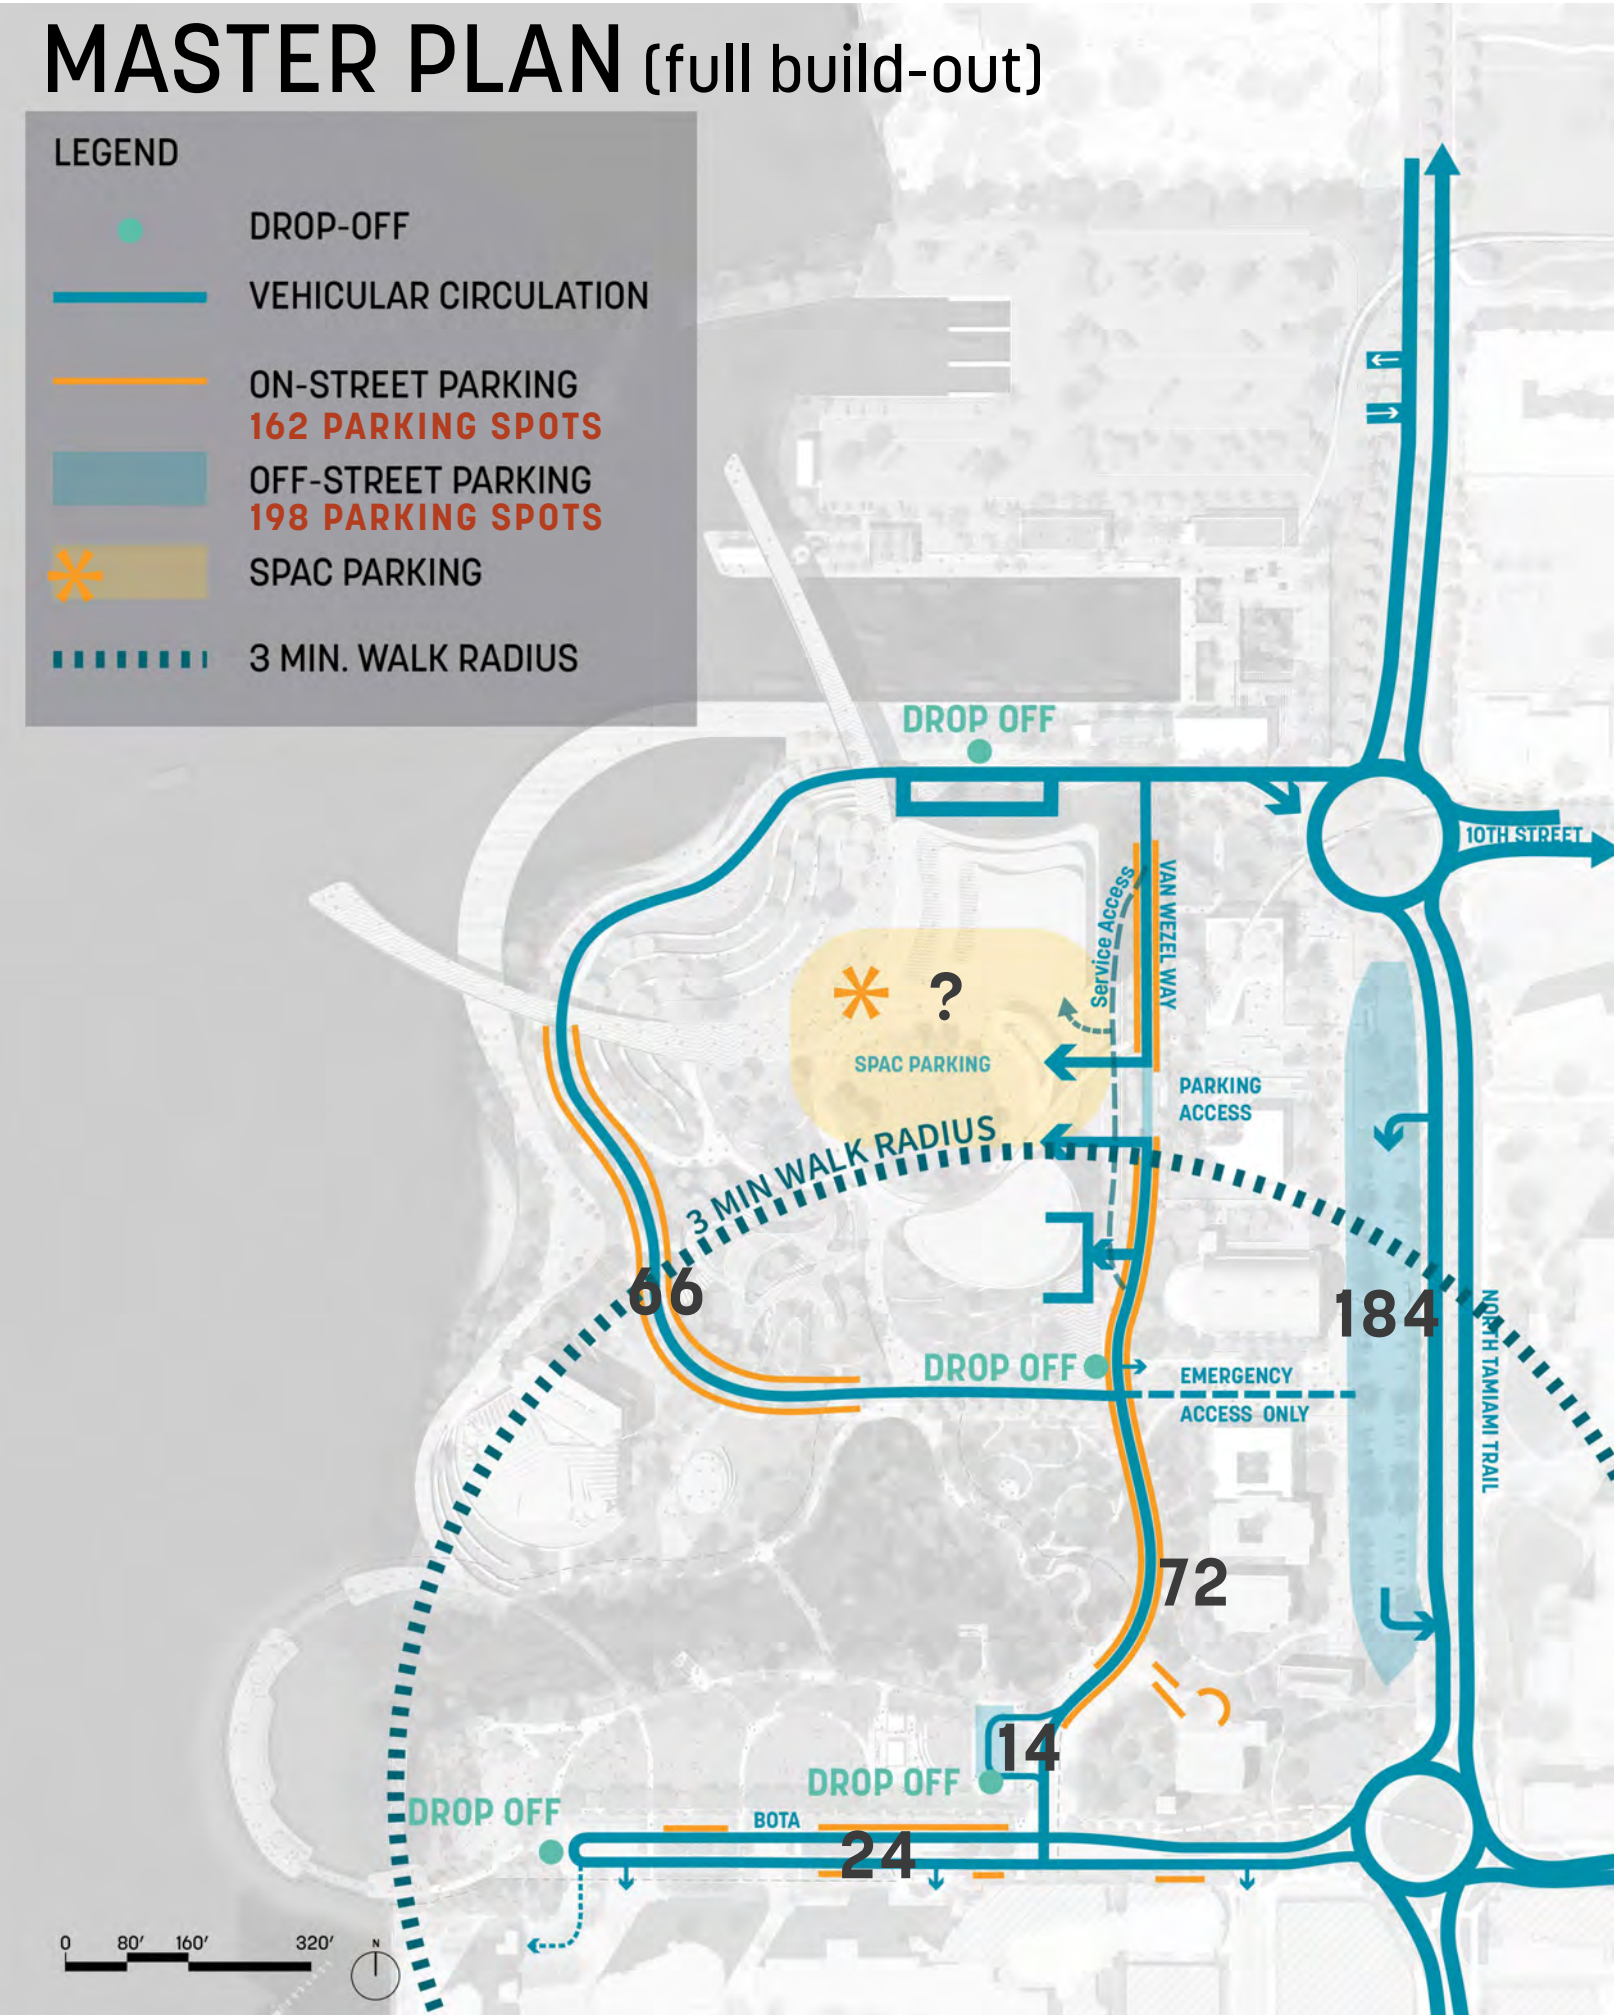 MASTER PLAN (full build-out)
LEGEND
DROP-OFF
VEHICULAR CIRCULATION
ON-STREET PARKING
162 PARKING SPOTS
OFF-STREET PARKING
198 PARKING SPOTS
SPAC PARKING
3 MIN. WALK RADIUS
DROP OFF
10TH STREET
Service Access
VAN WEZEL WAY
?
SPAC PARKING
PARKING
ACCESS
3 MIN WALK RADIUS
66
184
NORTH TAMIAMI TRAIL
DROP OFF
EMERGENCY
ACCESS ONLY
72
14
DROP OFF
DROP OFF
BOTA
24
0 80' 160' 320'
N